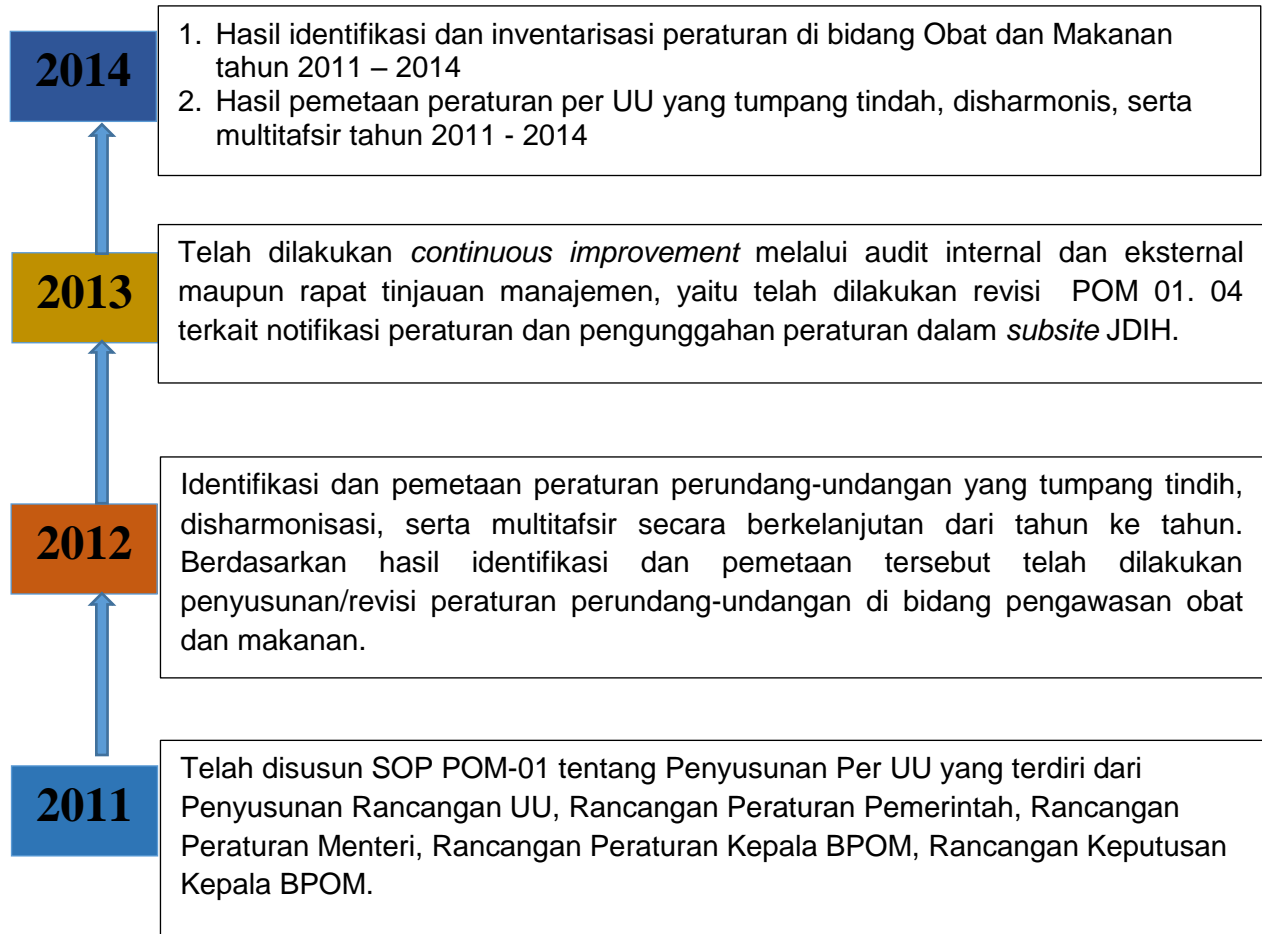 2014
1. Hasil identifikasi dan inventarisasi peraturan di bidang Obat dan Makanan
tahun 2011 – 2014
2. Hasil pemetaan peraturan per UU yang tumpang tindah, disharmonis, serta
multitafsir tahun 2011 - 2014
2013
Telah dilakukan continuous improvement melalui audit internal dan eksternal
maupun rapat tinjauan manajemen, yaitu telah dilakukan revisi POM 01. 04
terkait notifikasi peraturan dan pengunggahan peraturan dalam subsite JDIH.
2012
Identifikasi dan pemetaan peraturan perundang-undangan yang tumpang tindih,
disharmonisasi, serta multitafsir secara berkelanjutan dari tahun ke tahun.
Berdasarkan hasil identifikasi dan pemetaan tersebut telah dilakukan
penyusunan/revisi peraturan perundang-undangan di bidang pengawasan obat
dan makanan.
2011
Telah disusun SOP POM-01 tentang Penyusunan Per UU yang terdiri dari
Penyusunan Rancangan UU, Rancangan Peraturan Pemerintah, Rancangan
Peraturan Menteri, Rancangan Peraturan Kepala BPOM, Rancangan Keputusan
Kepala BPOM.